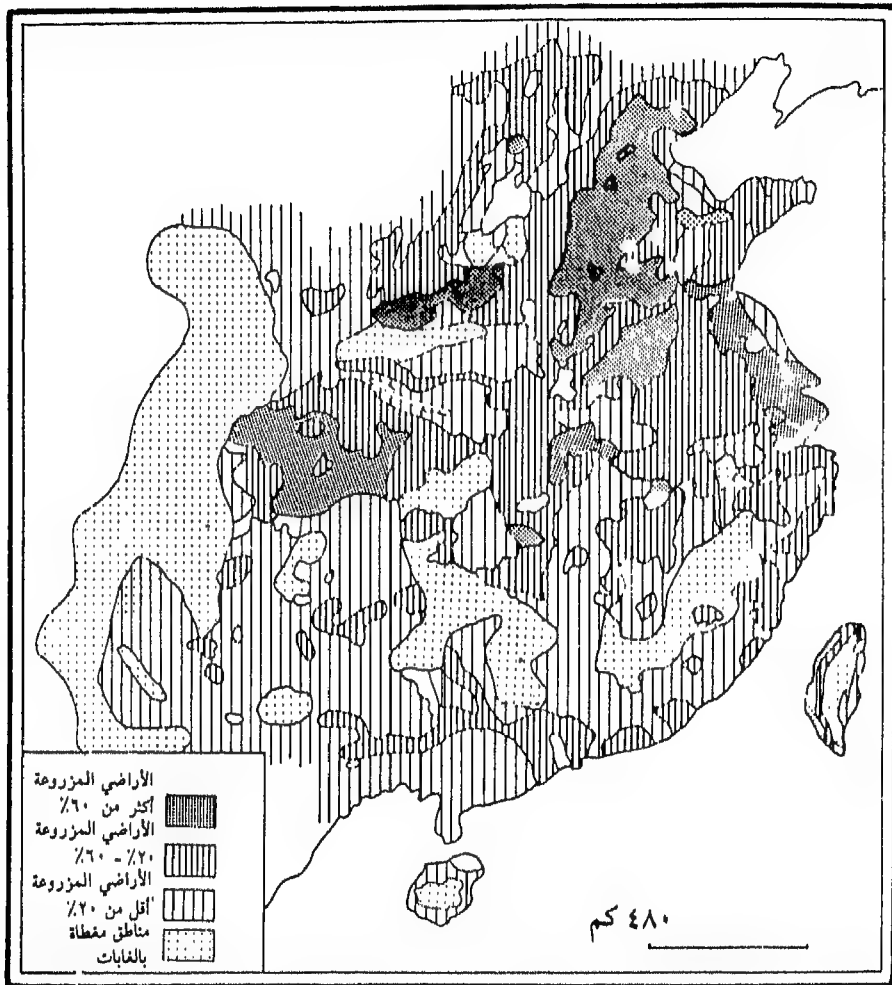 الأراضي المزروعة
أكثر من ٦٠٪
الأراضي المزروعة
٢٠٪ - ٦٠٪
الأراضي المزروعة
أقل من ٢٠٪
مناطق مغطاة
بالغابات
٤٨٠ كم